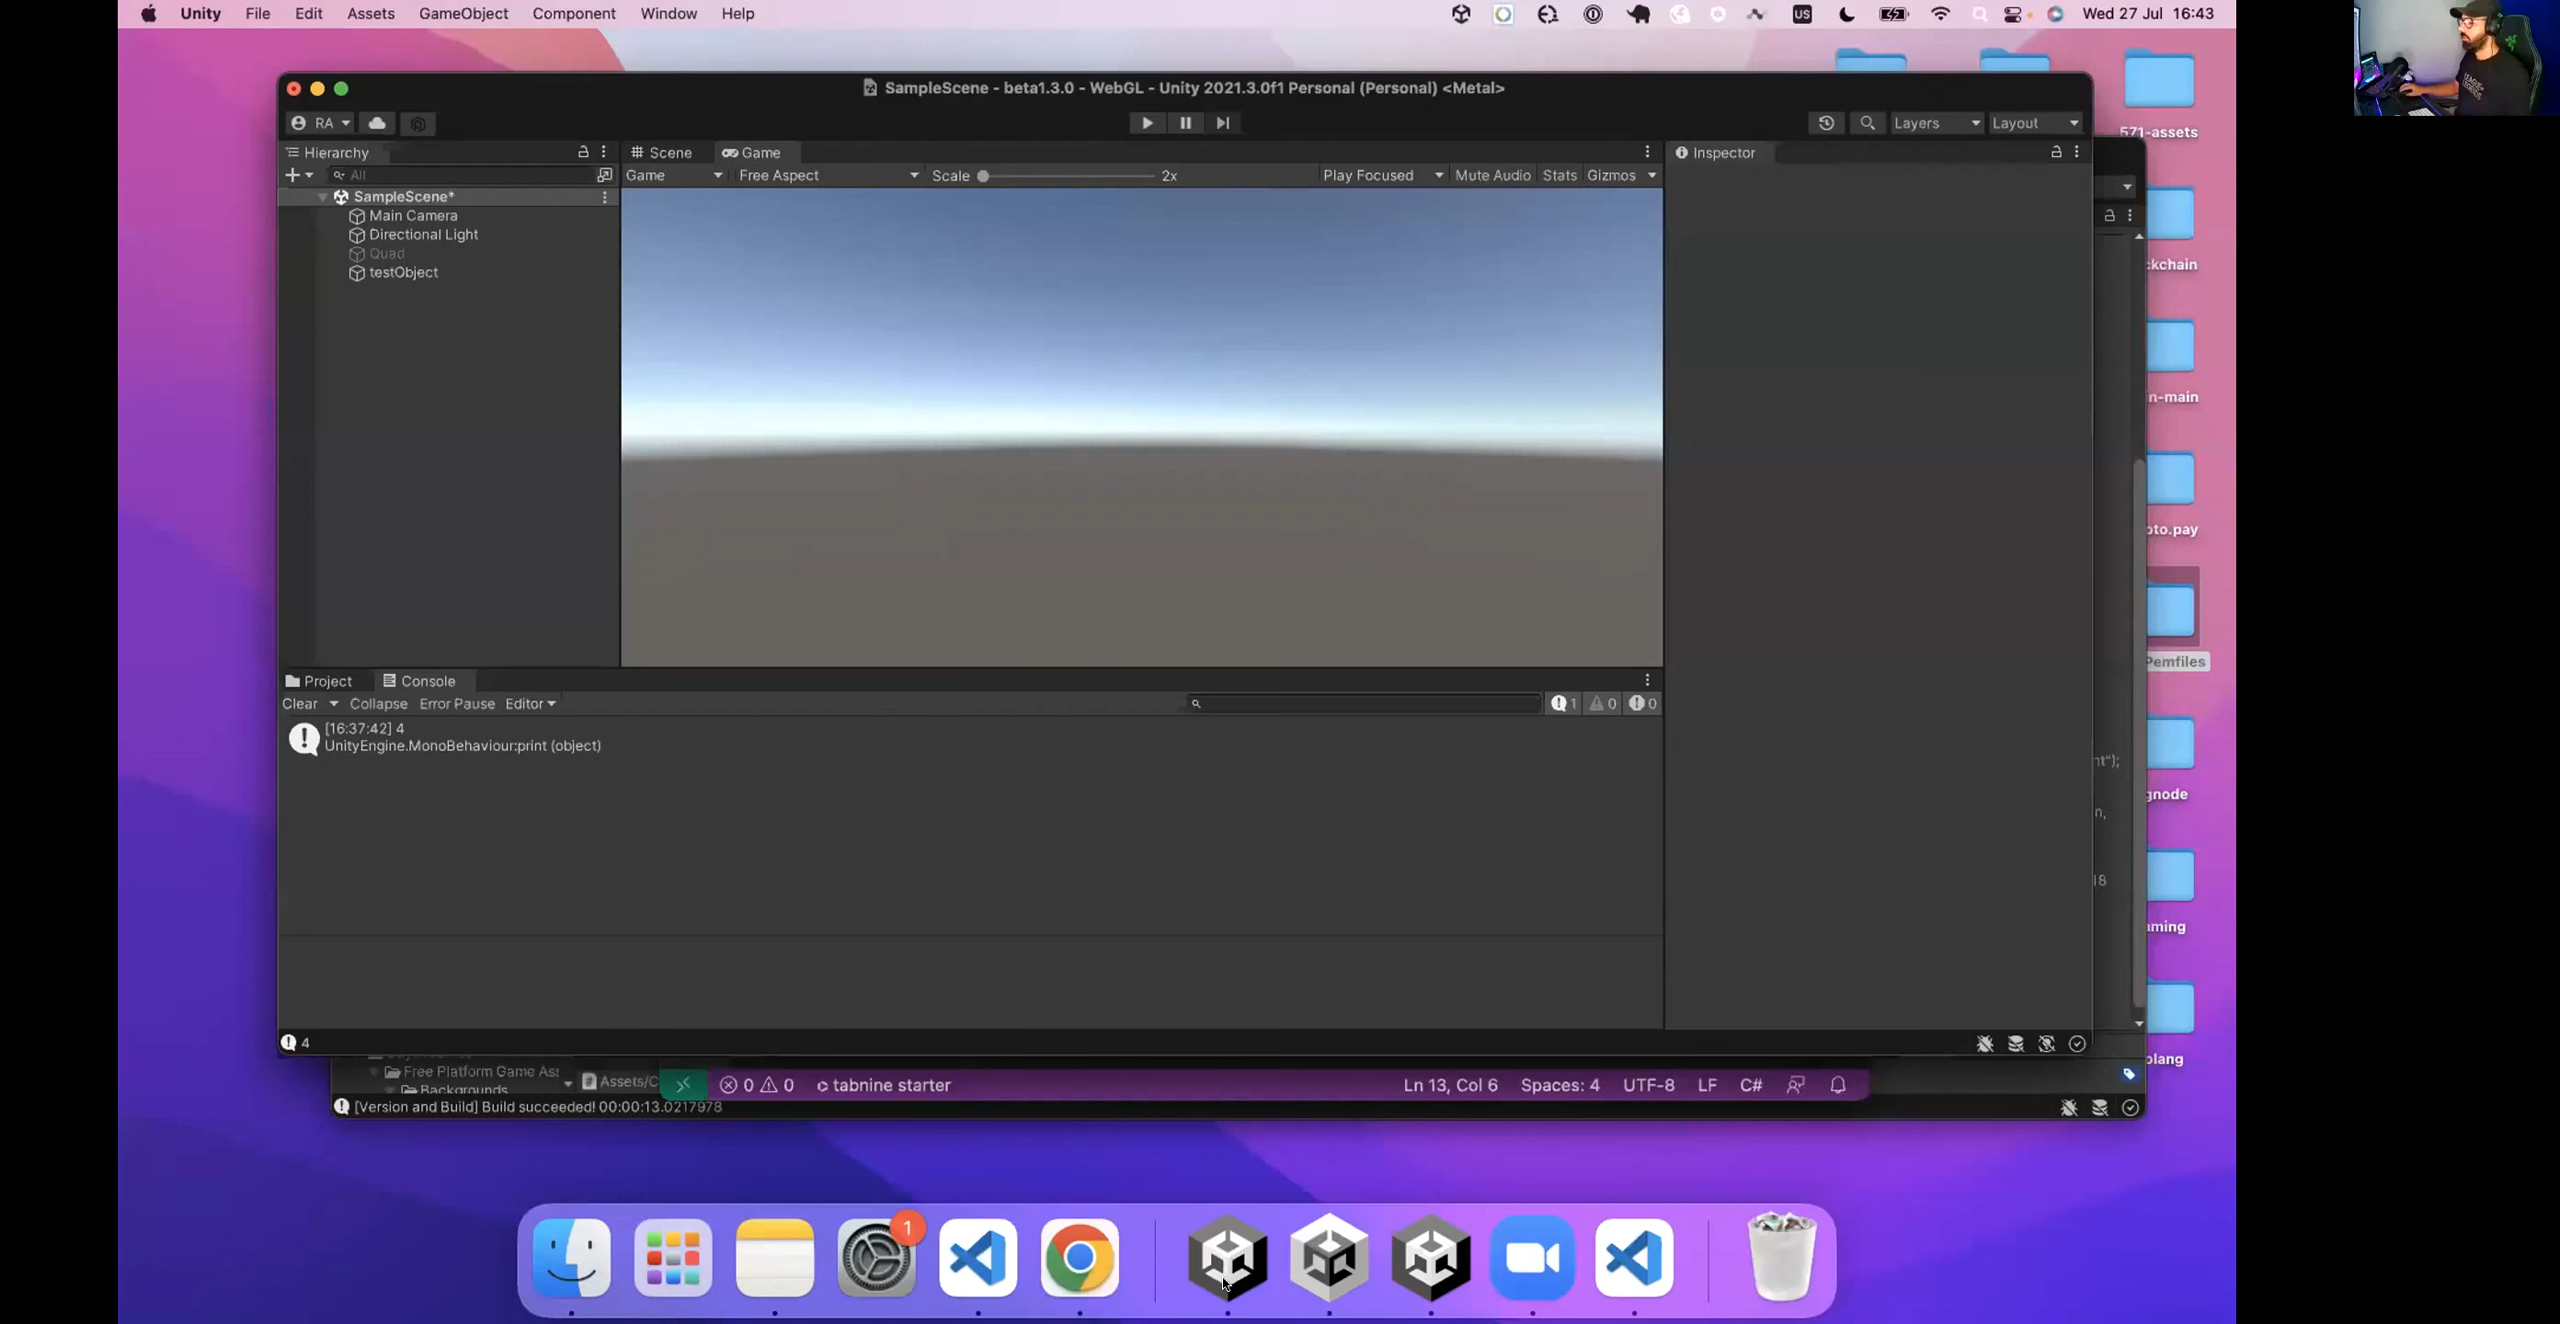 Unity File Edit Assets GameObject Component Window Help US Wed 27 Jul 16:43
SampleScene - beta1.3.0 - WebGL - Unity 2021.3.0f1 Personal (Personal) <Metal>
RA Layers Layout
571-assets
Hierarchy
Scene Game
Inspector
All
Game Free Aspect Scale 2x Play Focused Mute Audio Stats Gizmos
SampleScene*
Main Camera
Directional Light
Quad
testObject
ckchain
n-main
oto.pay
Pemfiles
Project Console
Clear Collapse Error Pause Editor 1 0 0
[16:37:42] 4
UnityEngine.MonoBehaviour:print (object)
nt");
gnode
n,
18
ming
4
olang
Free Platform Game Ass
Assets/C
Backgrounds
0 0 tabnine starter Ln 13, Col 6 Spaces: 4 UTF-8 LF C#
[Version and Build] Build succeeded! 00:00:13.0217978
1